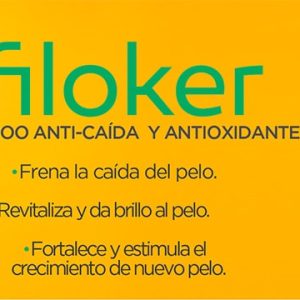 filoker
OO ANTI-CAÍDA Y ANTIOXIDANTE
• Frena la caída del pelo.
Revitaliza y da brillo al pelo.
• Fortalece y estimula el
crecimiento de nuevo pelo.